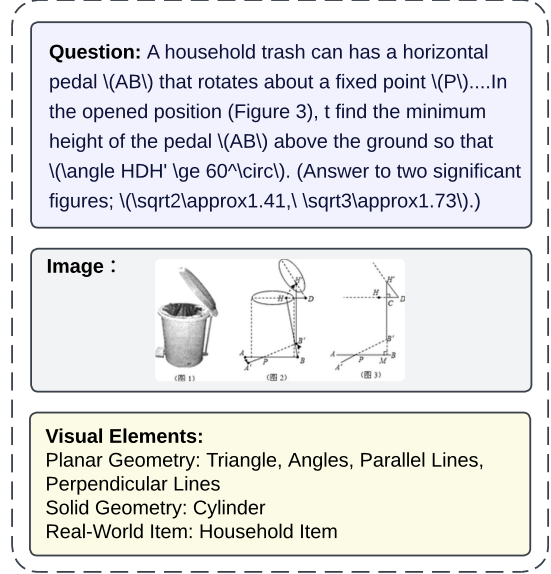 Question: A household trash can has a horizontal
pedal \(AB\) that rotates about a fixed point \(P\)....In
the opened position (Figure 3), t find the minimum
height of the pedal \(AB\) above the ground so that
\(\angle HDH' \ge 60^\circ\). (Answer to two significant
figures; \(\sqrt2\approx1.41,\ \sqrt3\approx1.73\).)
Image：
H'
H D
B'
A P B
A'
(图 1)
(图 2)
H'
H C D
B'
A P M B
A'
(图 3)
Visual Elements:
Planar Geometry: Triangle, Angles, Parallel Lines,
Perpendicular Lines
Solid Geometry: Cylinder
Real-World Item: Household Item